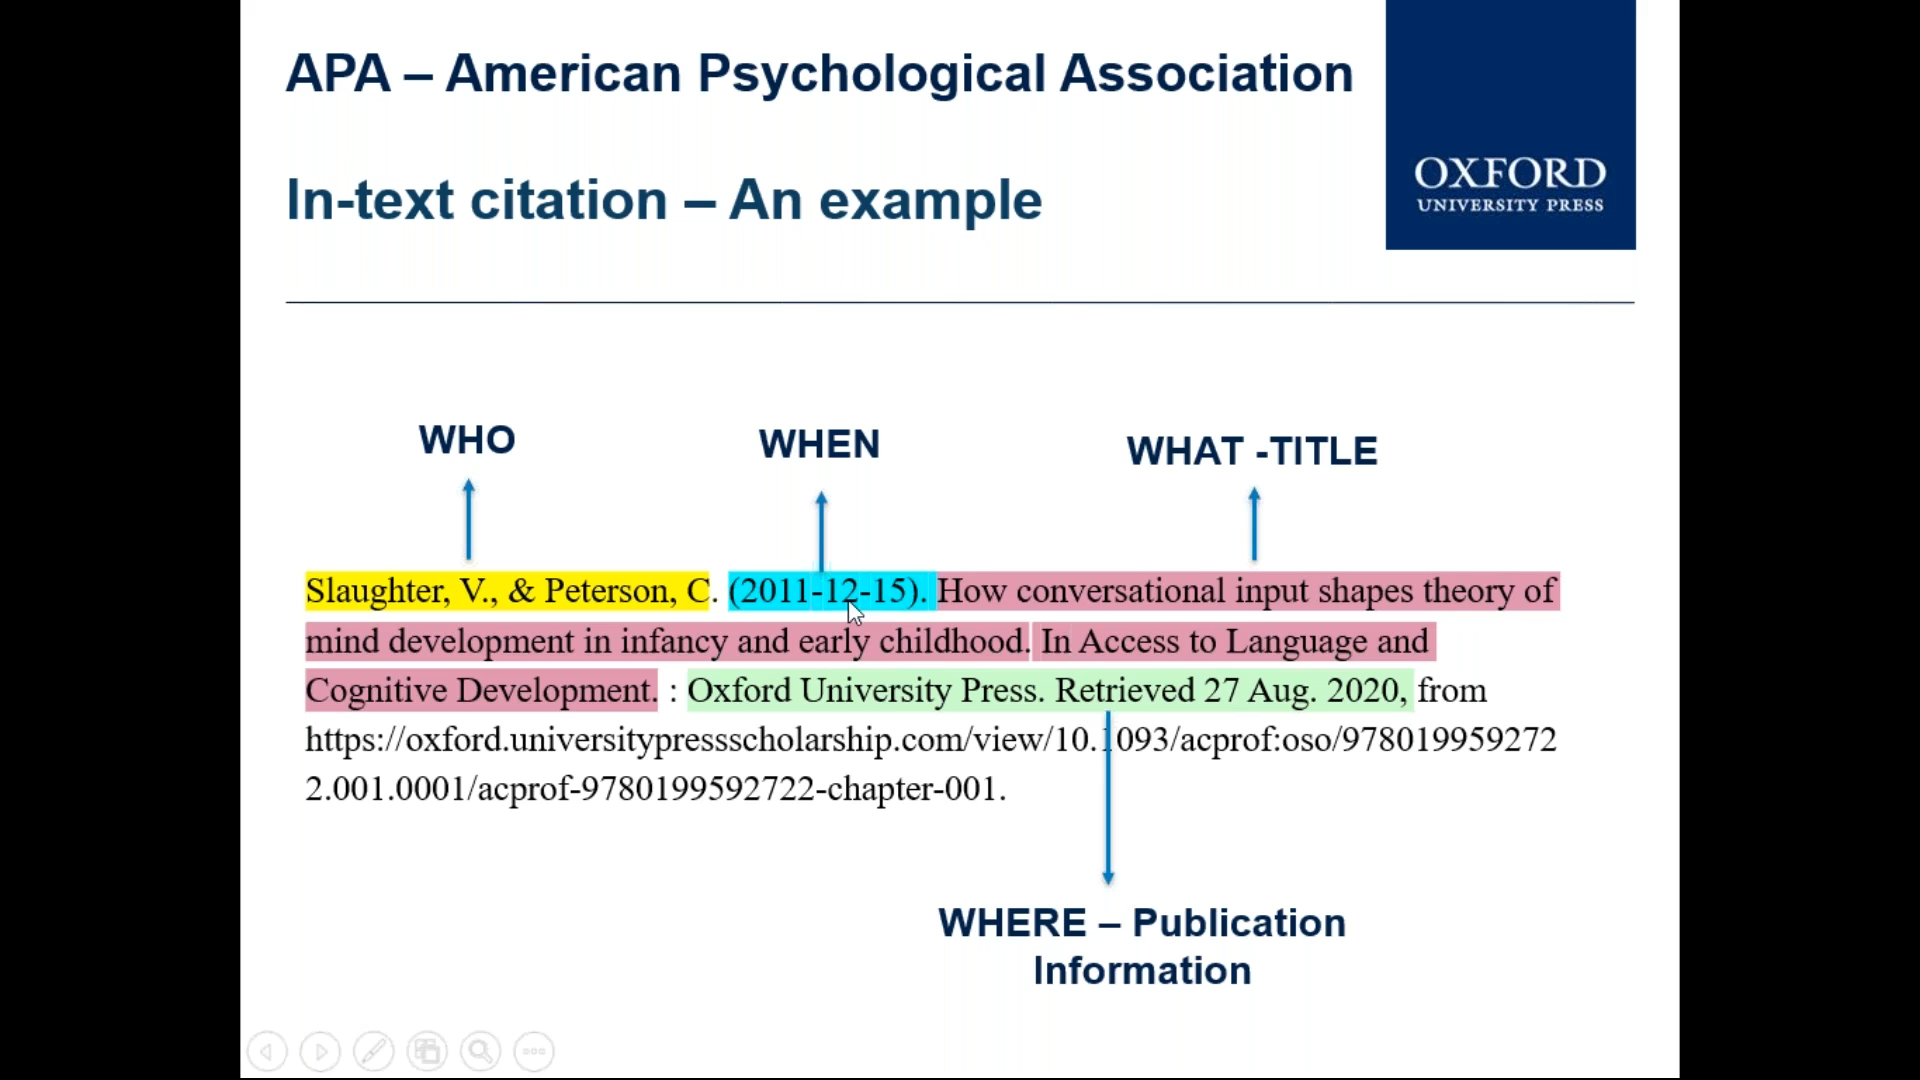 APA – American Psychological Association
In-text citation – An example
OXFORD
UNIVERSITY PRESS
WHO
WHEN
WHAT -TITLE
Slaughter, V., & Peterson, C. (2011-12-15). How conversational input shapes theory of
mind development in infancy and early childhood. In Access to Language and
Cognitive Development. : Oxford University Press. Retrieved 27 Aug. 2020, from
https://oxford.universitypressscholarship.com/view/10.1093/acprof:oso/978019959272
2.001.0001/acprof-9780199592722-chapter-001.
WHERE – Publication
Information